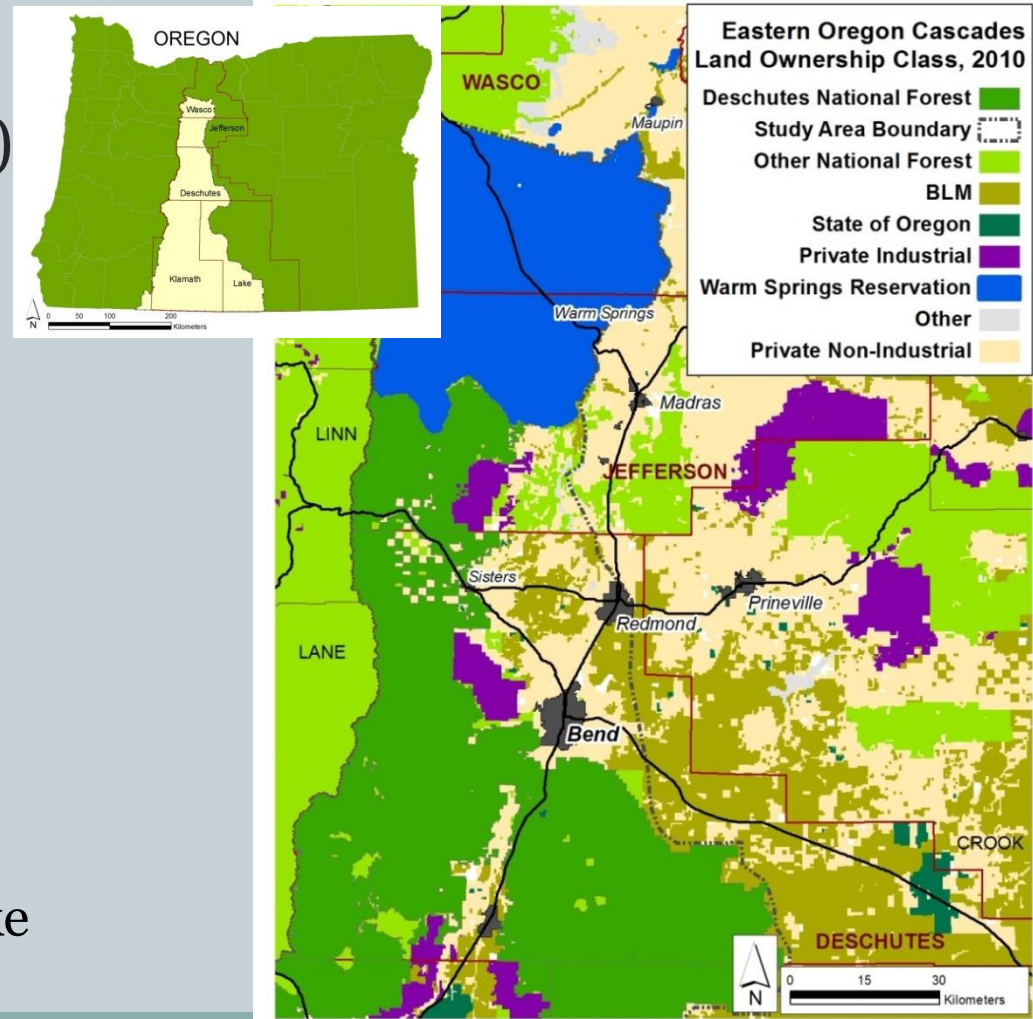 OREGON
Wasco
Jefferson
Deschutes
Klamath
Lake
N
0 50 100 200
Kilometers
)
ke
Eastern Oregon Cascades
Land Ownership Class, 2010
Deschutes National Forest
Study Area Boundary
Other National Forest
BLM
State of Oregon
Private Industrial
Warm Springs Reservation
Other
Private Non-Industrial
WASCO
Maupin
Warm Springs
Madras
LINN
JEFFERSON
Sisters
Prineville
Redmond
LANE
Bend
CROOK
DESCHUTES
N
0 15 30
Kilometers